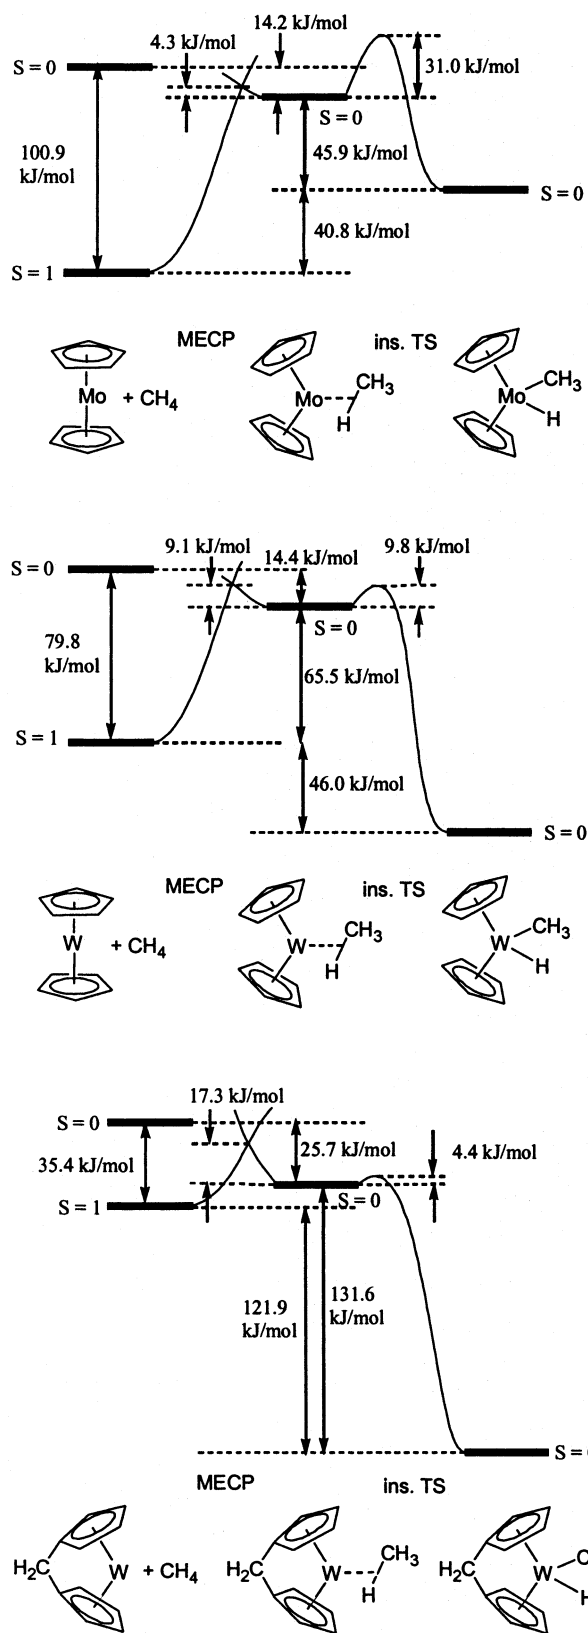 14.2 kJ/mol
4.3 kJ/mol
S = 0
31.0 kJ/mol
S = 0
100.9
kJ/mol
45.9 kJ/mol
S = 0
40.8 kJ/mol
S = 1
MECP
ins. TS
Mo + CH4
Mo
CH3
H
Mo
CH3
H
9.1 kJ/mol
14.4 kJ/mol
9.8 kJ/mol
S = 0
S = 0
79.8
kJ/mol
65.5 kJ/mol
S = 1
46.0 kJ/mol
S = 0
MECP
ins. TS
W + CH4
W
CH3
H
W
CH3
H
17.3 kJ/mol
S = 0
25.7 kJ/mol
4.4 kJ/mol
35.4 kJ/mol
S = 0
S = 1
121.9
kJ/mol
131.6
kJ/mol
S =
MECP
ins. TS
H2C
W + CH4
H2C
W
CH3
H
H2C
W
H